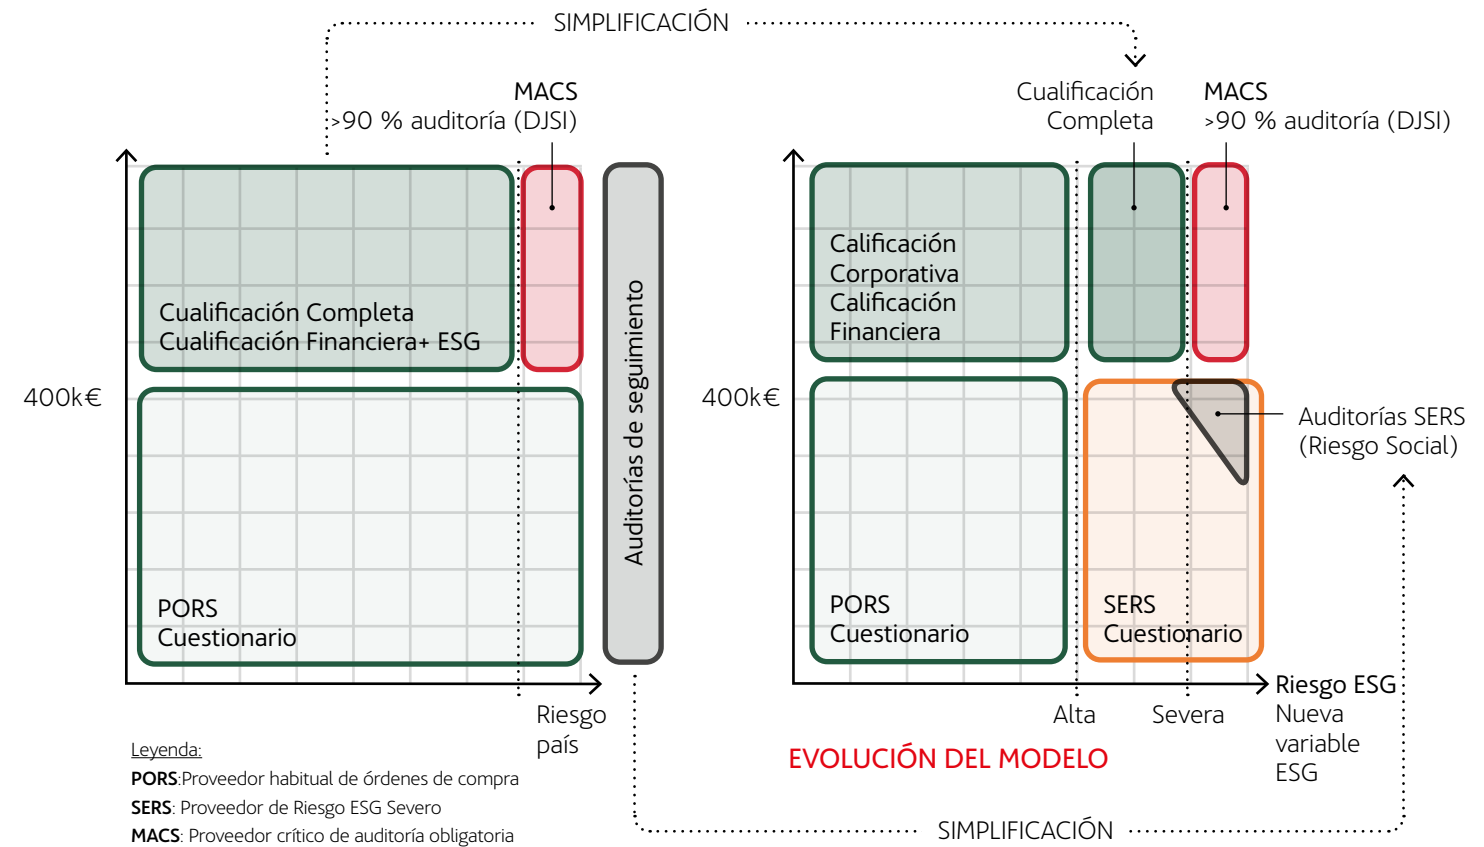 SIMPLIFICACIÓN
MACS
>90 % auditoría (DJSI)
Cualificación
Completa
MACS
>90 % auditoría (DJSI)
Cualificación Completa
Cualificación Financiera+ ESG
400k€
PORS
Cuestionario
Auditorías de seguimiento
Riesgo
país
Calificación
Corporativa
Calificación
Financiera
400k€
PORS
Cuestionario
SERS
Cuestionario
Auditorías SERS
(Riesgo Social)
Alta
Severa
Riesgo ESG
Nueva
variable
ESG
EVOLUCIÓN DEL MODELO
Leyenda:
PORS:Proveedor habitual de órdenes de compra
SERS: Proveedor de Riesgo ESG Severo
MACS: Proveedor crítico de auditoría obligatoria
SIMPLIFICACIÓN